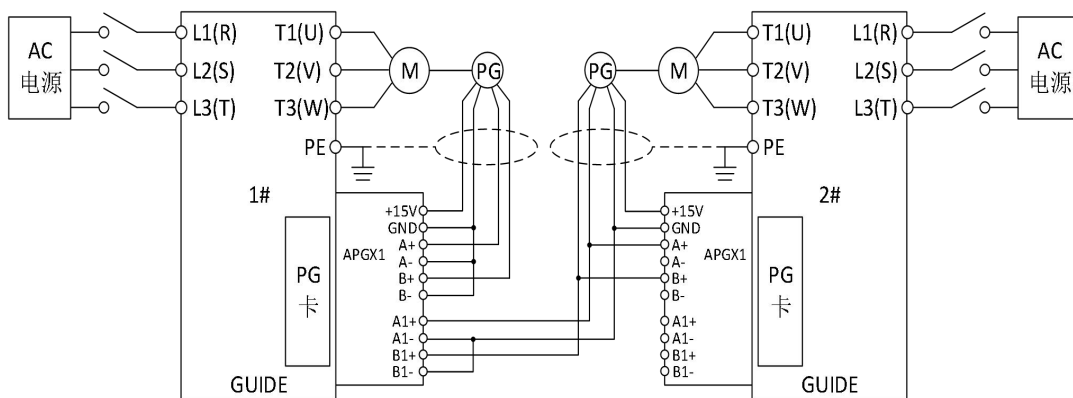 AC
电源
L1(R)
L2(S)
L3(T)
T1(U)
T2(V)
T3(W)
PE
M
PG
1#
PG
卡
APGX1
+15V
GND
A+
A-
B+
B-
A1+
A1-
B1+
B1-
GUIDE
PG
M
T1(U)
T2(V)
T3(W)
PE
L1(R)
L2(S)
L3(T)
AC
电源
2#
+15V
GND
A+
A-
B+
B-
A1+
A1-
B1+
B1-
APGX1
PG
卡
GUIDE